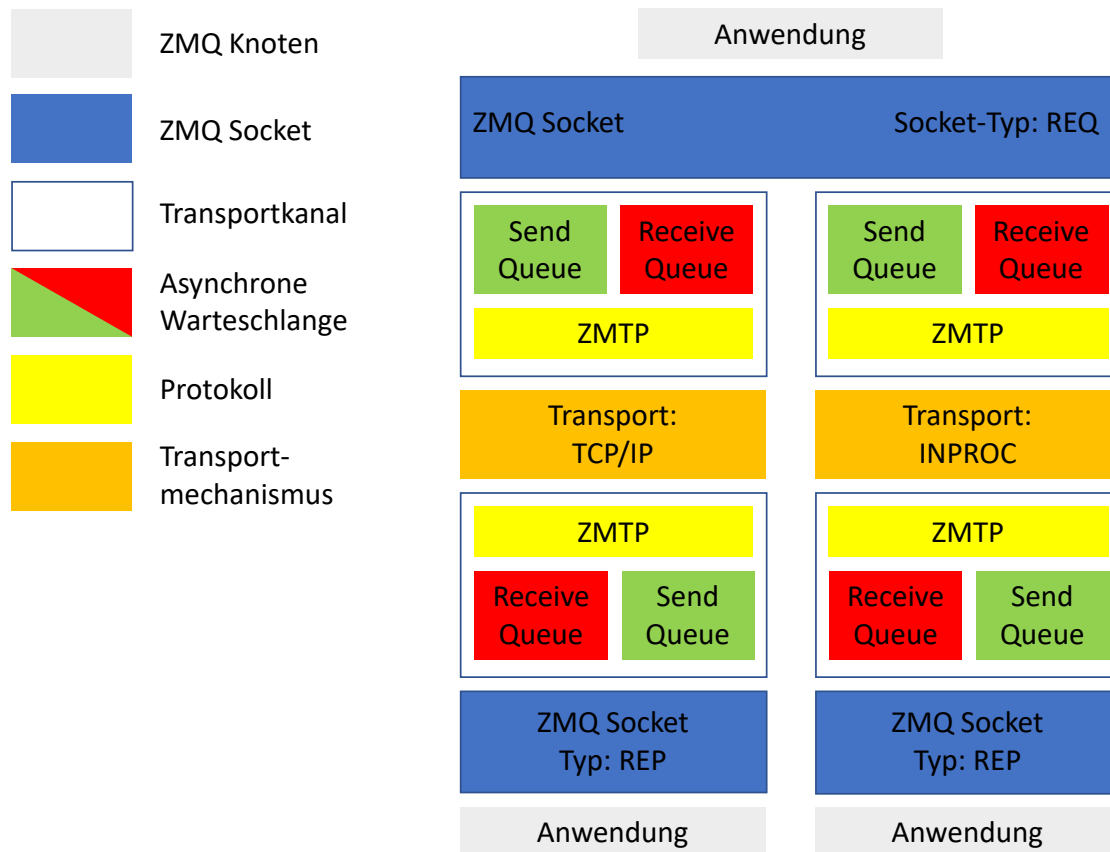 ZMQ Knoten
ZMQ Socket
Transportkanal
Asynchrone
Warteschlange
Protokoll
Transport-
mechanismus
Anwendung
ZMQ Socket
Socket-Typ: REQ
Send
Queue
Receive
Queue
Send
Queue
Receive
Queue
ZMTP
ZMTP
Transport:
TCP/IP
Transport:
INPROC
ZMTP
ZMTP
Receive
Queue
Send
Queue
Receive
Queue
Send
Queue
ZMQ Socket
Typ: REP
ZMQ Socket
Typ: REP
Anwendung
Anwendung